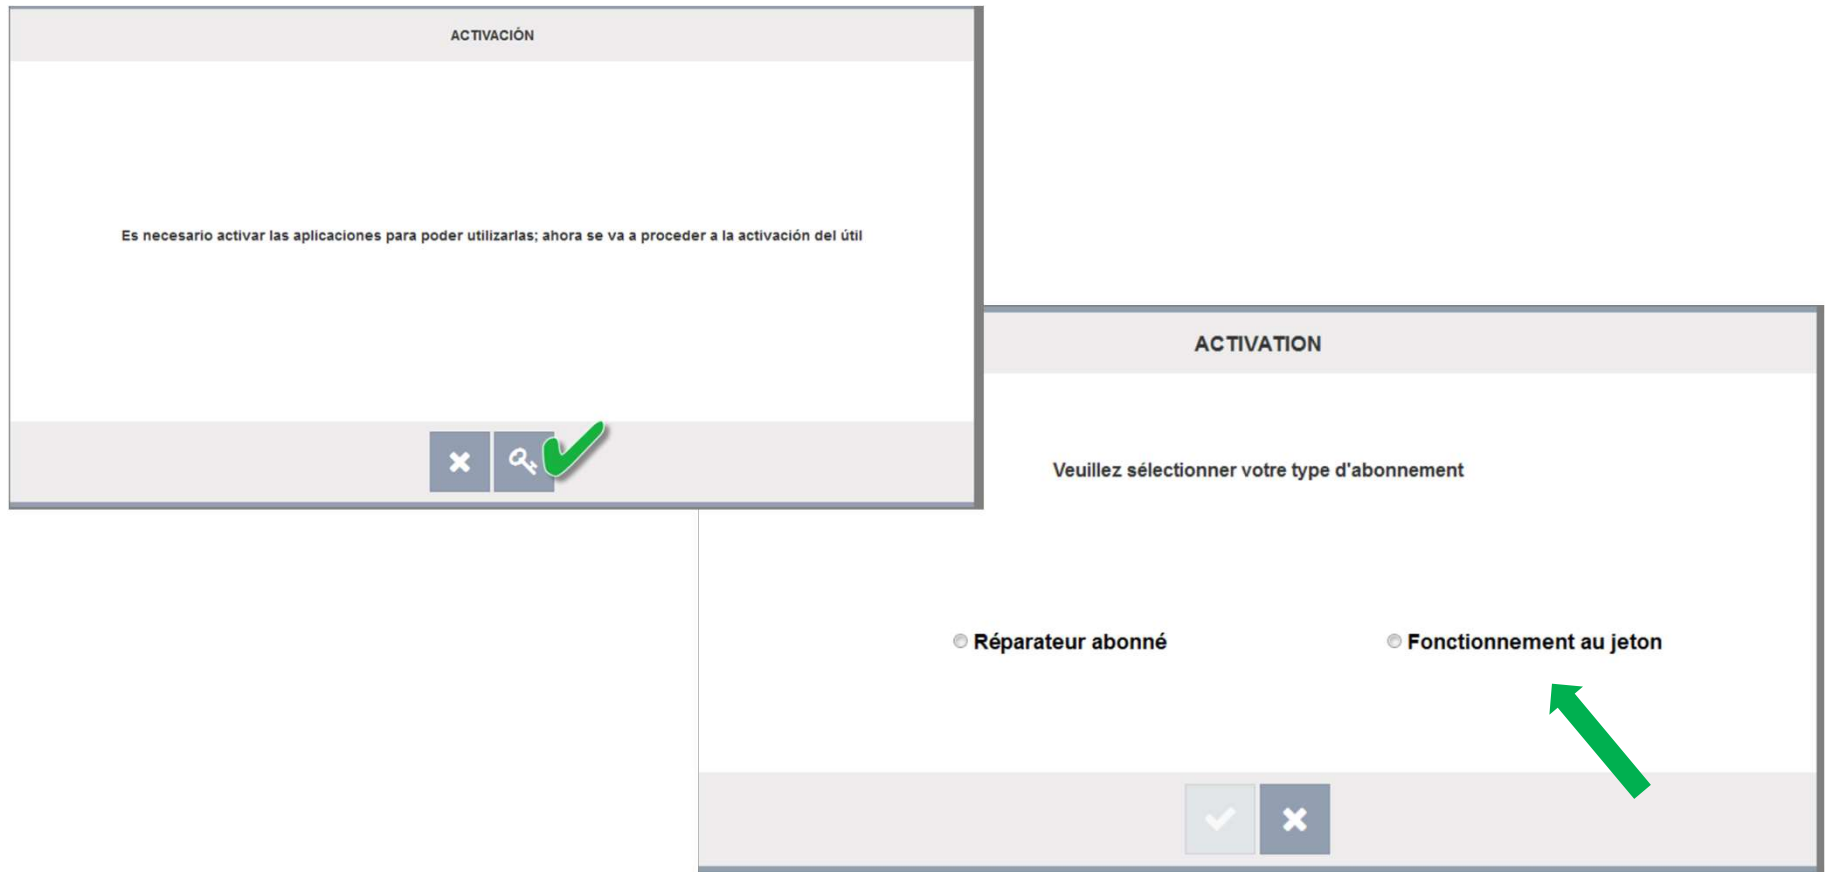 ACTIVACIÓN
Es necesario activar las aplicaciones para poder utilizarlas; ahora se va a proceder a la activación del útil
ACTIVATION
Veuillez sélectionner votre type d'abonnement
Réparateur abonné
Fonctionnement au jeton